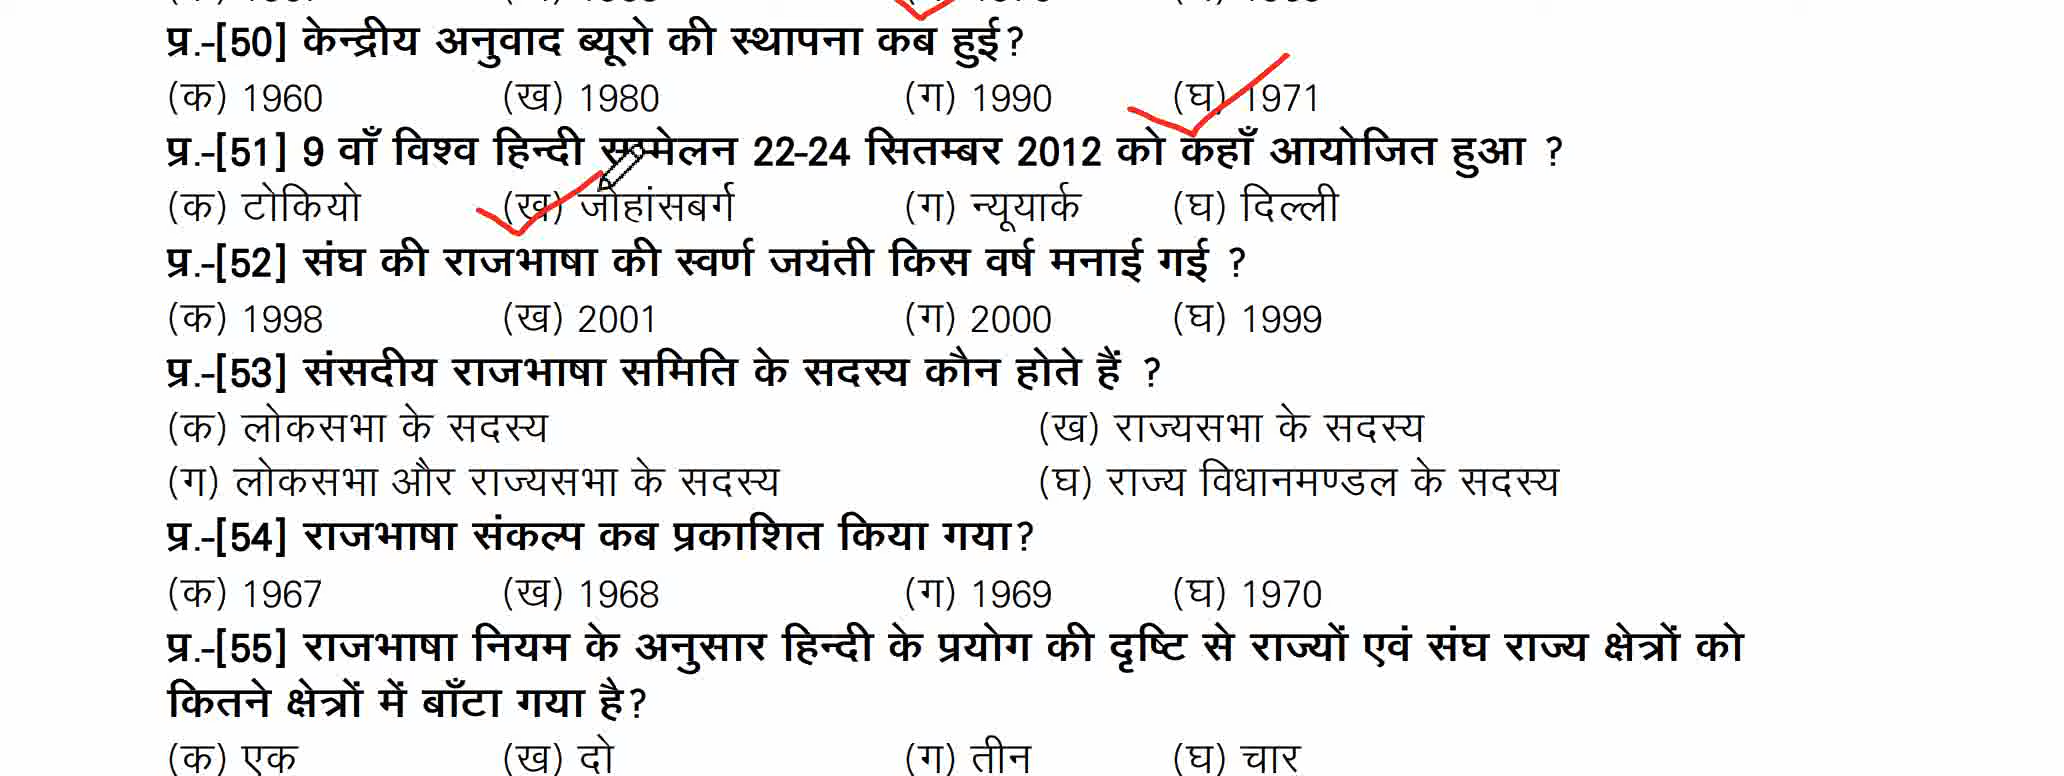 प्र.-[50] केन्द्रीय अनुवाद ब्यूरो की स्थापना कब हुई?
(क) 1960 (ख) 1980 (ग) 1990 (घ) 1971
प्र.-[51] 9 वाँ विश्व हिन्दी सम्मेलन 22-24 सितम्बर 2012 को कहाँ आयोजित हुआ ?
(क) टोकियो (ख) जोहांसबर्ग (ग) न्यूयार्क (घ) दिल्ली
प्र.-[52] संघ की राजभाषा की स्वर्ण जयंती किस वर्ष मनाई गई ?
(क) 1998 (ख) 2001 (ग) 2000 (घ) 1999
प्र.-[53] संसदीय राजभाषा समिति के सदस्य कौन होते हैं ?
(क) लोकसभा के सदस्य (ख) राज्यसभा के सदस्य
(ग) लोकसभा और राज्यसभा के सदस्य (घ) राज्य विधानमण्डल के सदस्य
प्र.-[54] राजभाषा संकल्प कब प्रकाशित किया गया?
(क) 1967 (ख) 1968 (ग) 1969 (घ) 1970
प्र.-[55] राजभाषा नियम के अनुसार हिन्दी के प्रयोग की दृष्टि से राज्यों एवं संघ राज्य क्षेत्रों को
कितने क्षेत्रों में बाँटा गया है?
(क) एक (ख) दो (ग) तीन (घ) चार